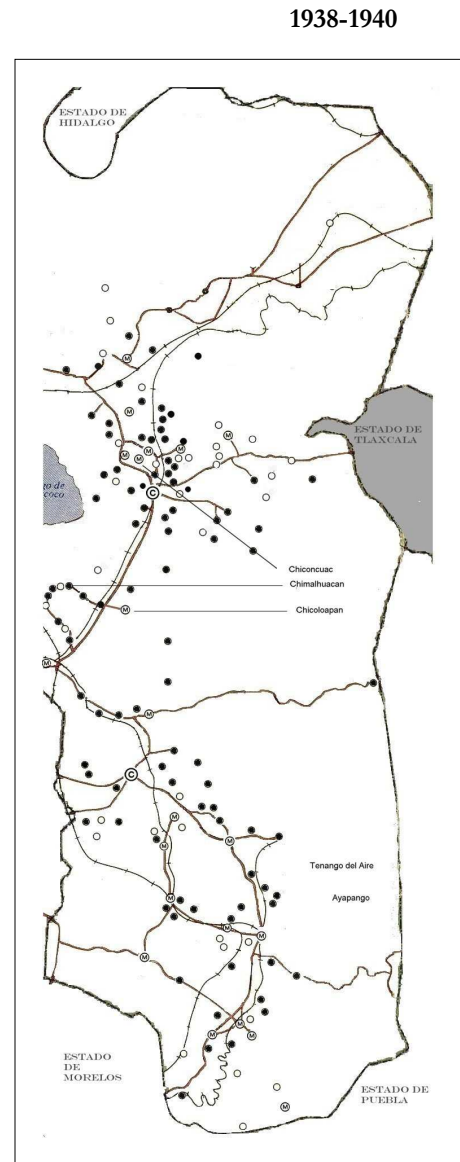 1938-1940
ESTADO DE
HIDALGO
ESTADO DE
TLAXCALA
go de
coco
Chiconcuac
Chimalhuacan
Chicoloapan
Tenango del Aire
Ayapango
ESTADO
DE
MORELOS
ESTADO DE
PUEBLA